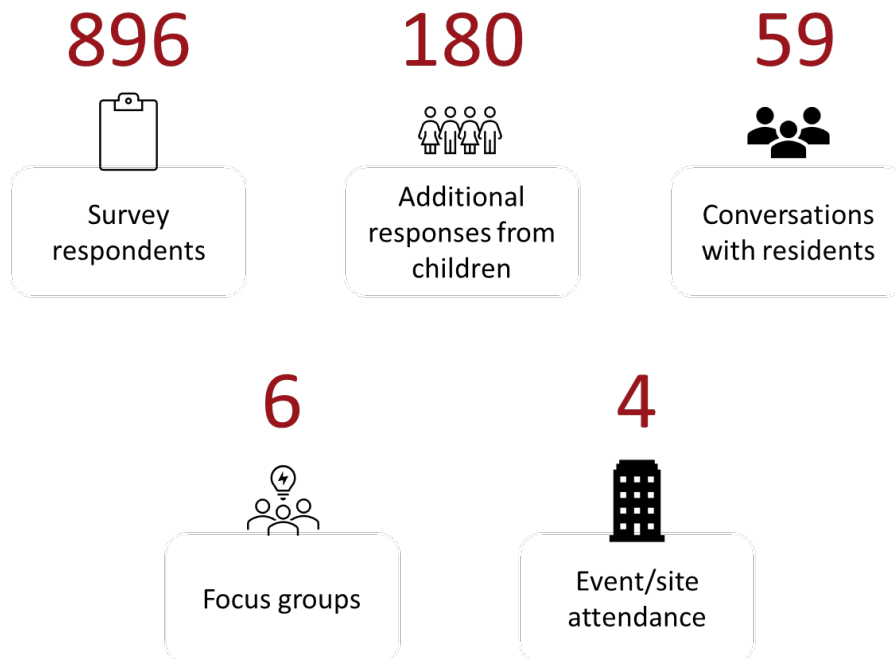 896
Survey
respondents
180
Additional
responses from
children
59
Conversations
with residents
6
Focus groups
4
Event/site
attendance